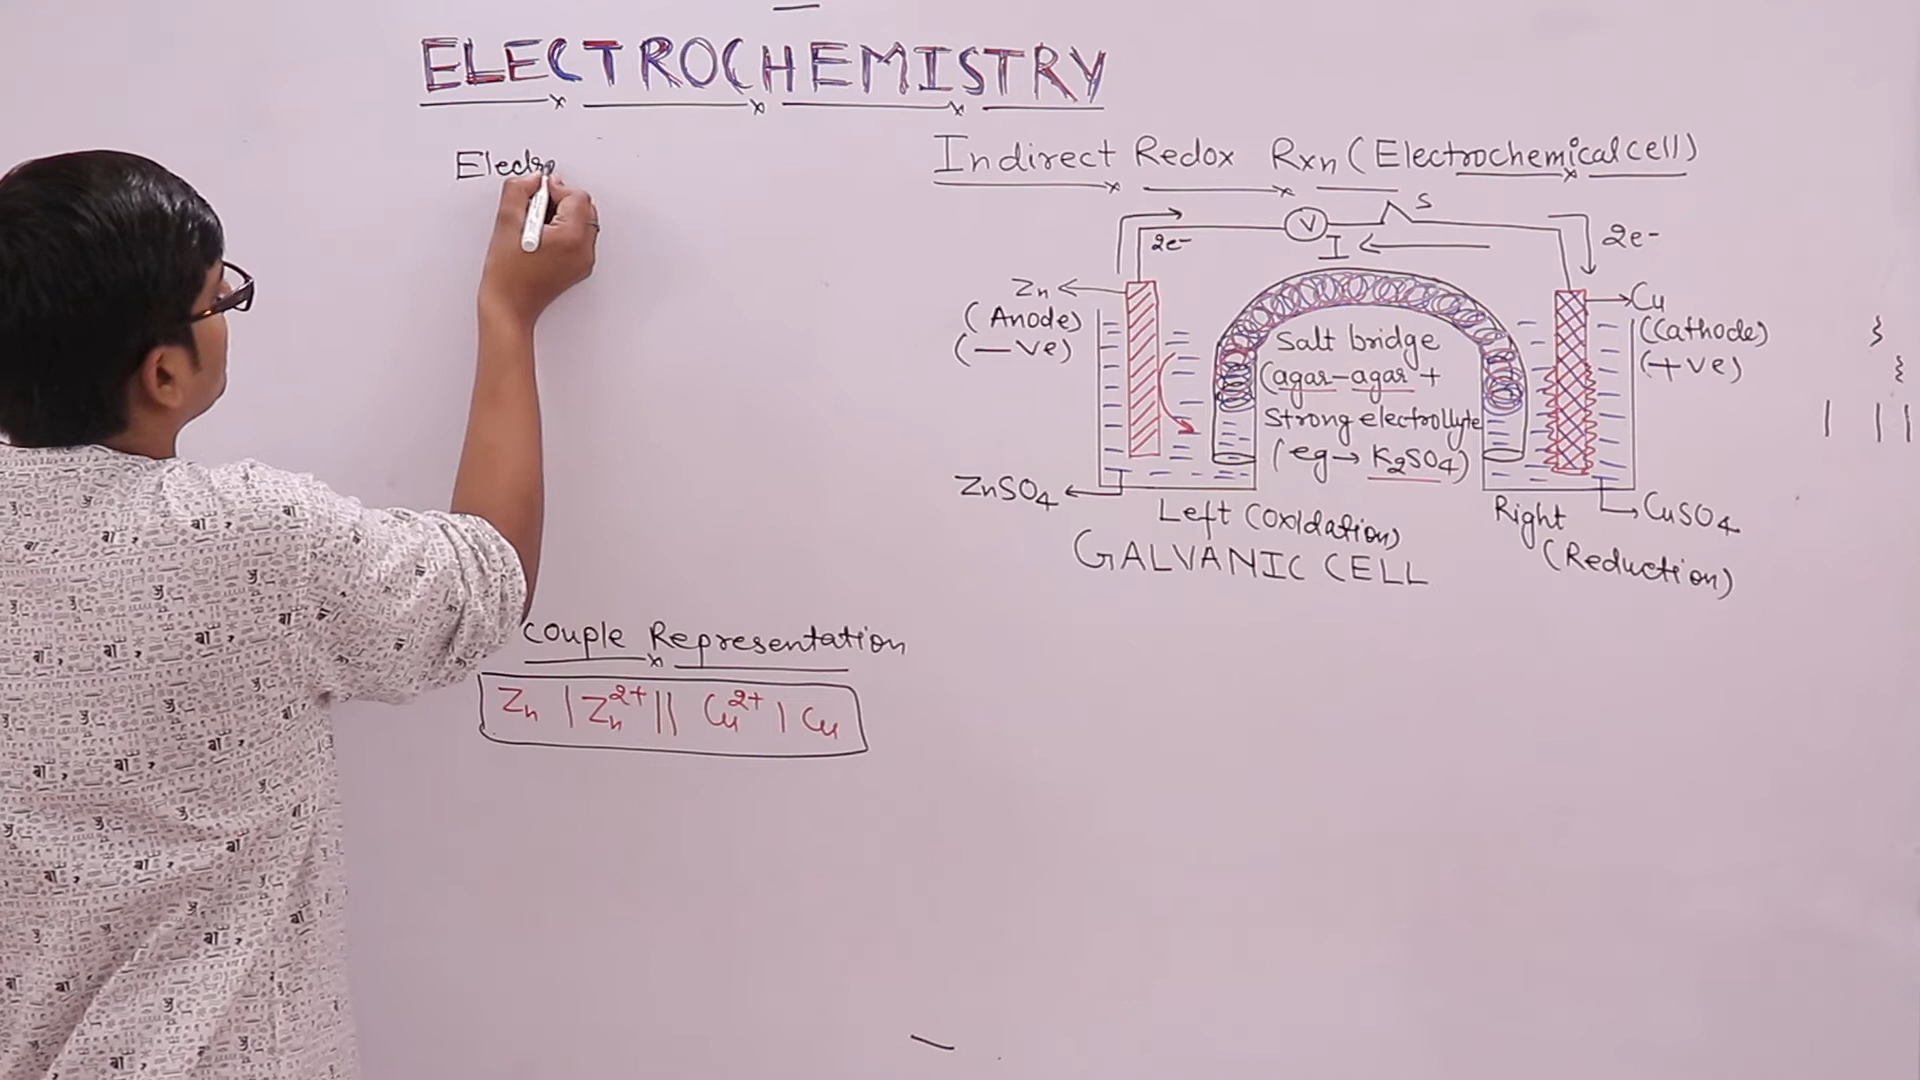 ELECTROCHEMISTRY
Electro
Indirect Redox Rxn (Electrochemical cell)
S
V
2e-
I
2e-
Zn
(Anode)
(-ve)
Cu
(Cathode)
(+ve)
Salt bridge
(agar-agar +
Strong electrollyte
(eg→ K2SO4)
ZnSO4
CuSO4
Left (Oxidation)
Right
(Reduction)
GALVANIC CELL
Couple Representation
Zn | Zn2+ || Cu2+ | Cu